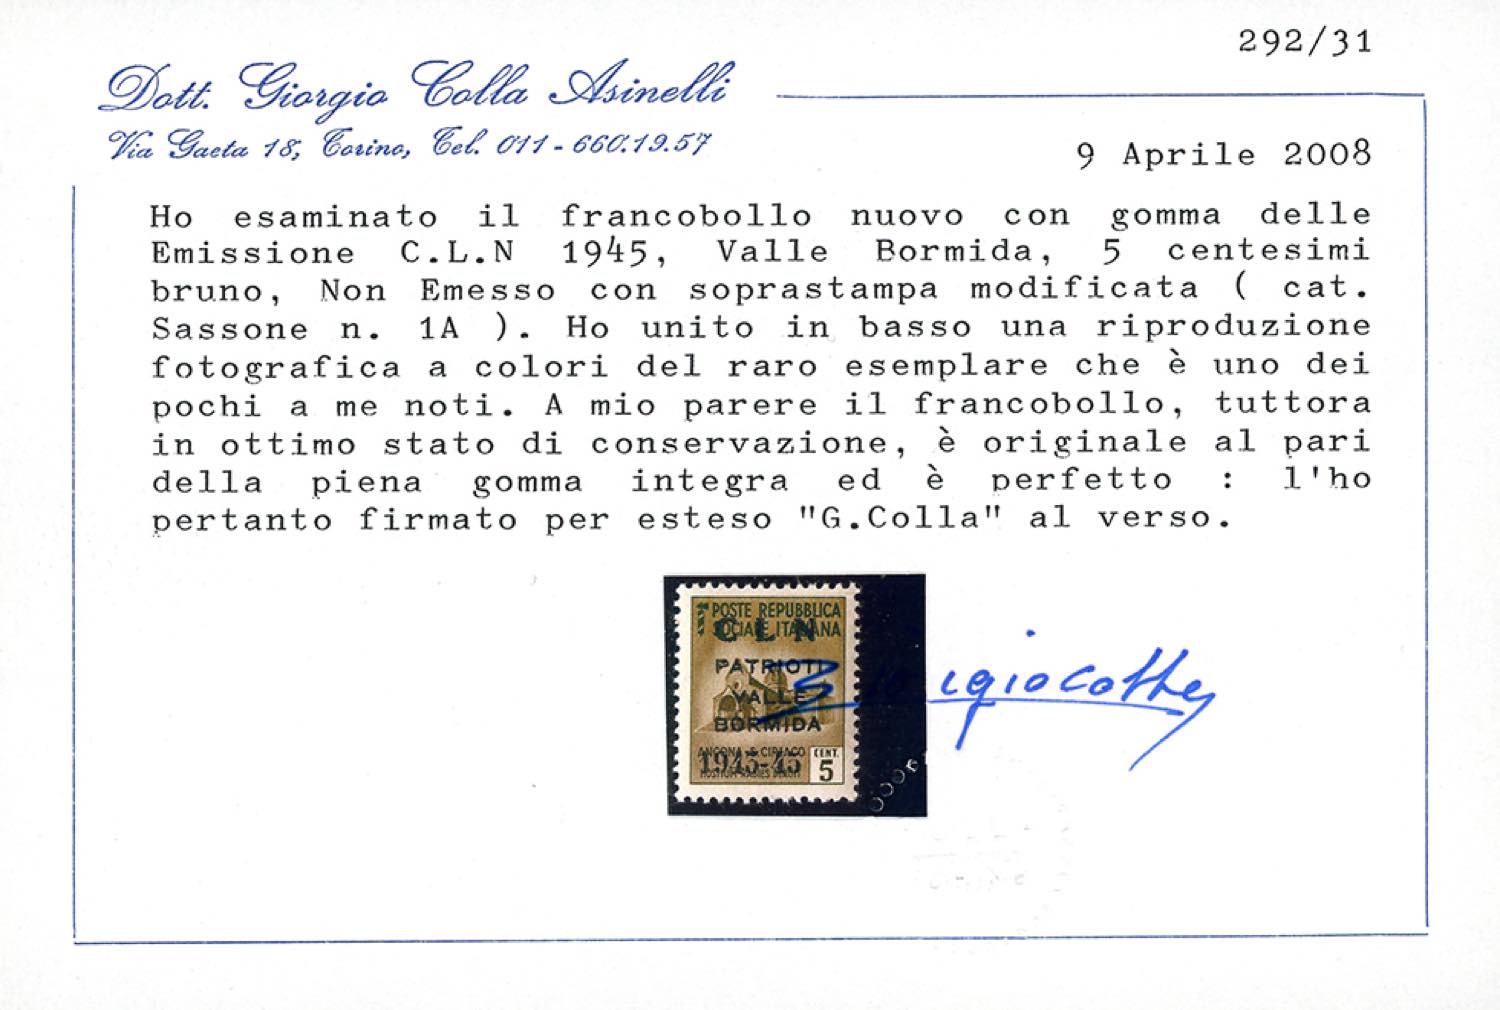 292/31
Dott. Giorgio Colla Asinelli
Via Gaeta 18, Torino, Tel. 011 - 660.19.57
9 Aprile 2008
Ho esaminato il francobollo nuovo con gomma delle
Emissione C.L.N 1945, Valle Bormida, 5 centesimi
bruno, Non Emesso con soprastampa modificata ( cat.
Sassone n. 1A ). Ho unito in basso una riproduzione
fotografica a colori del raro esemplare che è uno dei
pochi a me noti. A mio parere il francobollo, tuttora
in ottimo stato di conservazione, è originale al pari
della piena gomma integra ed è perfetto : l'ho
pertanto firmato per esteso "G.Colla" al verso.
POSTE REPUBBLICA
SOCIALE ITALIANA
C L N
PATRIOTI
VALLE
BORMIDA
ANCONA S. CIRIACO
1943-45
CENT.
5